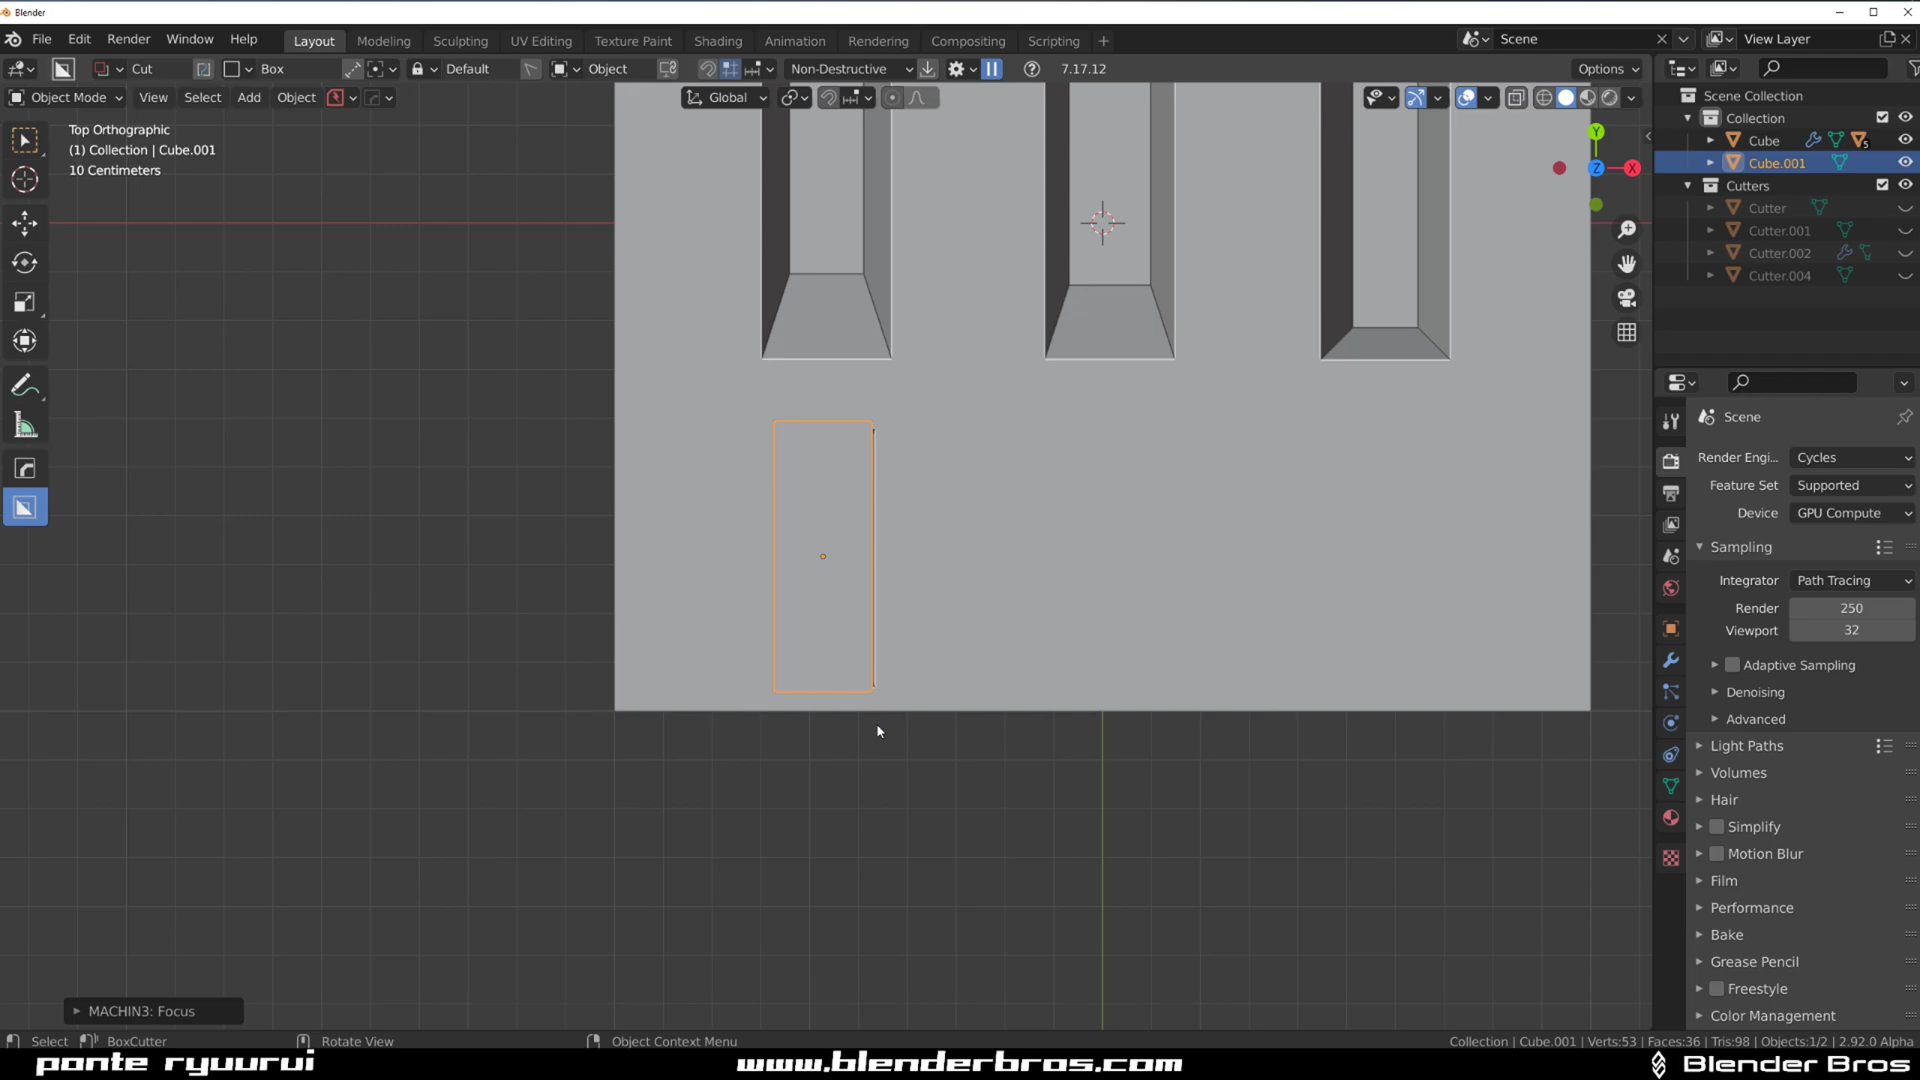 Blender
File Edit Render Window Help Layout Modeling Sculpting UV Editing Texture Paint Shading Animation Rendering Compositing Scripting + Scene View Layer
Cut Box Default Object Non-Destructive 7.17.12 Options
Object Mode View Select Add Object Global
Top Orthographic
(1) Collection | Cube.001
10 Centimeters
Y
Z X
Scene Collection
Collection
Cube 5
Cube.001
Cutters
Cutter
Cutter.001
Cutter.002
Cutter.004
Scene
Render Engi... Cycles
Feature Set Supported
Device GPU Compute
Sampling
Integrator Path Tracing
Render 250
Viewport 32
Adaptive Sampling
Denoising
Advanced
Light Paths
Volumes
Hair
Simplify
Motion Blur
Film
Performance
Bake
Grease Pencil
Freestyle
Color Management
MACHIN3: Focus
Select BoxCutter Rotate View Object Context Menu Collection | Cube.001 | Verts:53 | Faces:36 | Tris:98 | Objects:1/2 | 2.92.0 Alpha
ponte ryuurui www.blenderbros.com Blender Bros